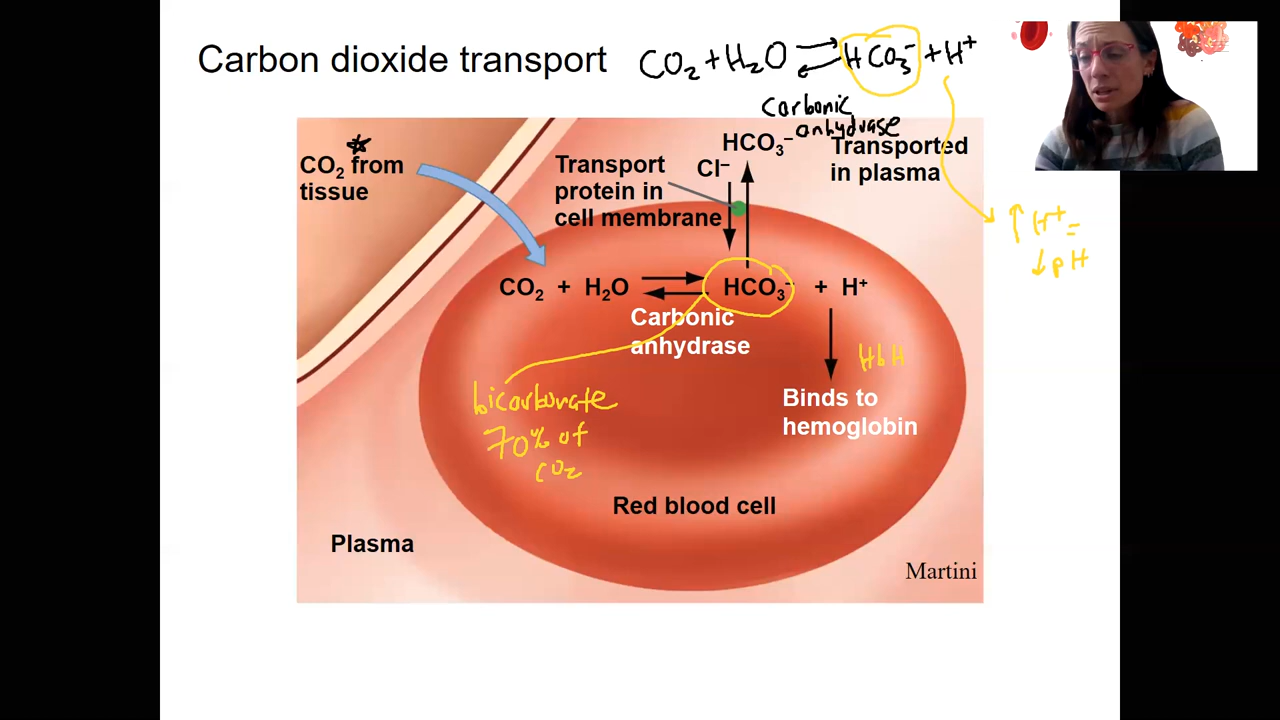 Carbon dioxide transport
CO₂ + H₂O ⇌ HCO₃⁻ + H⁺
carbonic
anhydrase
CO₂ from
tissue
Transport
protein in
cell membrane
HCO₃⁻
Cl⁻
Transported
in plasma
↑ H⁺ =
↓ pH
CO₂ + H₂O ⇌ HCO₃⁻ + H⁺
Carbonic
anhydrase
HbH
Binds to
hemoglobin
bicarbonate
70% of
CO₂
Red blood cell
Plasma
Martini